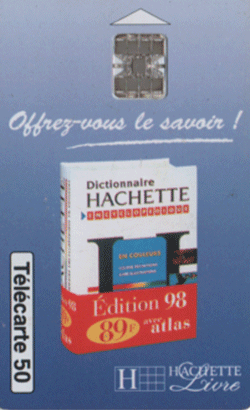 Offrez-vous le savoir !
Dictionnaire
HACHETTE
ENCYCLOPÉDIQUE
EN COULEURS
Édition 98
89F avec atlas
Télécarte 50
H HACHETTE
Livre